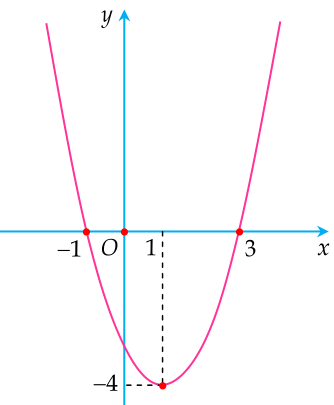 y
–1 O 1 3 x
–4